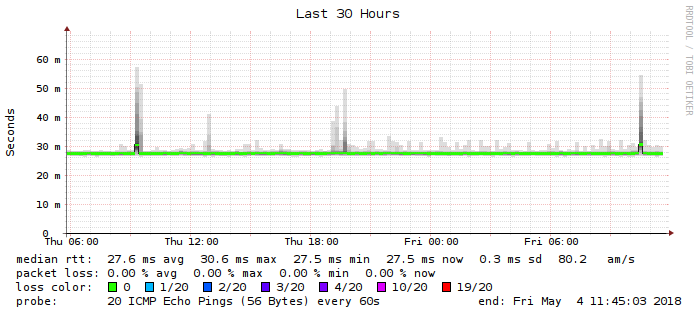 Last 30 Hours
RRDTOOL / TOBI OETIKER
Seconds
60 m
50 m
40 m
30 m
20 m
10 m
0
Thu 06:00 Thu 12:00 Thu 18:00 Fri 00:00 Fri 06:00
median rtt: 27.6 ms avg 30.6 ms max 27.5 ms min 27.5 ms now 0.3 ms sd 80.2 am/s
packet loss: 0.00 % avg 0.00 % max 0.00 % min 0.00 % now
loss color: 0 1/20 2/20 3/20 4/20 10/20 19/20
probe: 20 ICMP Echo Pings (56 Bytes) every 60s end: Fri May 4 11:45:03 2018